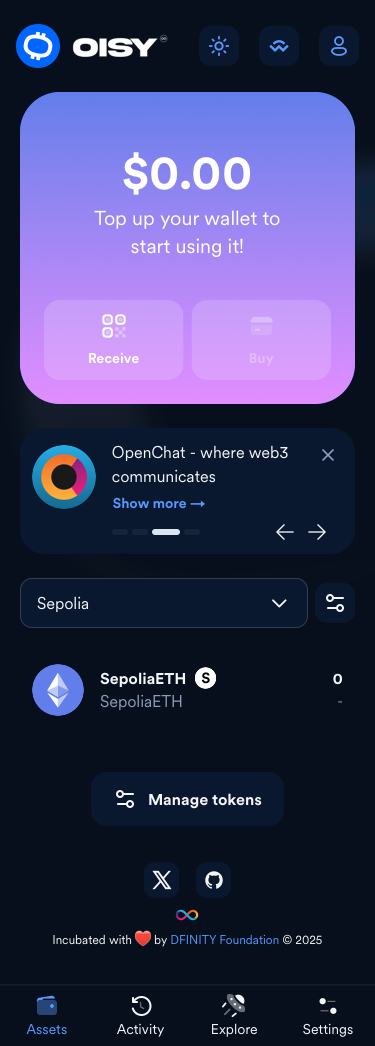 OISY
$0.00
Top up your wallet to
start using it!
Receive
Buy
OpenChat - where web3
communicates
Show more →
Sepolia
SepoliaETH S 0
SepoliaETH -
Manage tokens
Incubated with ❤️ by DFINITY Foundation © 2025
Assets
Activity
Explore
Settings